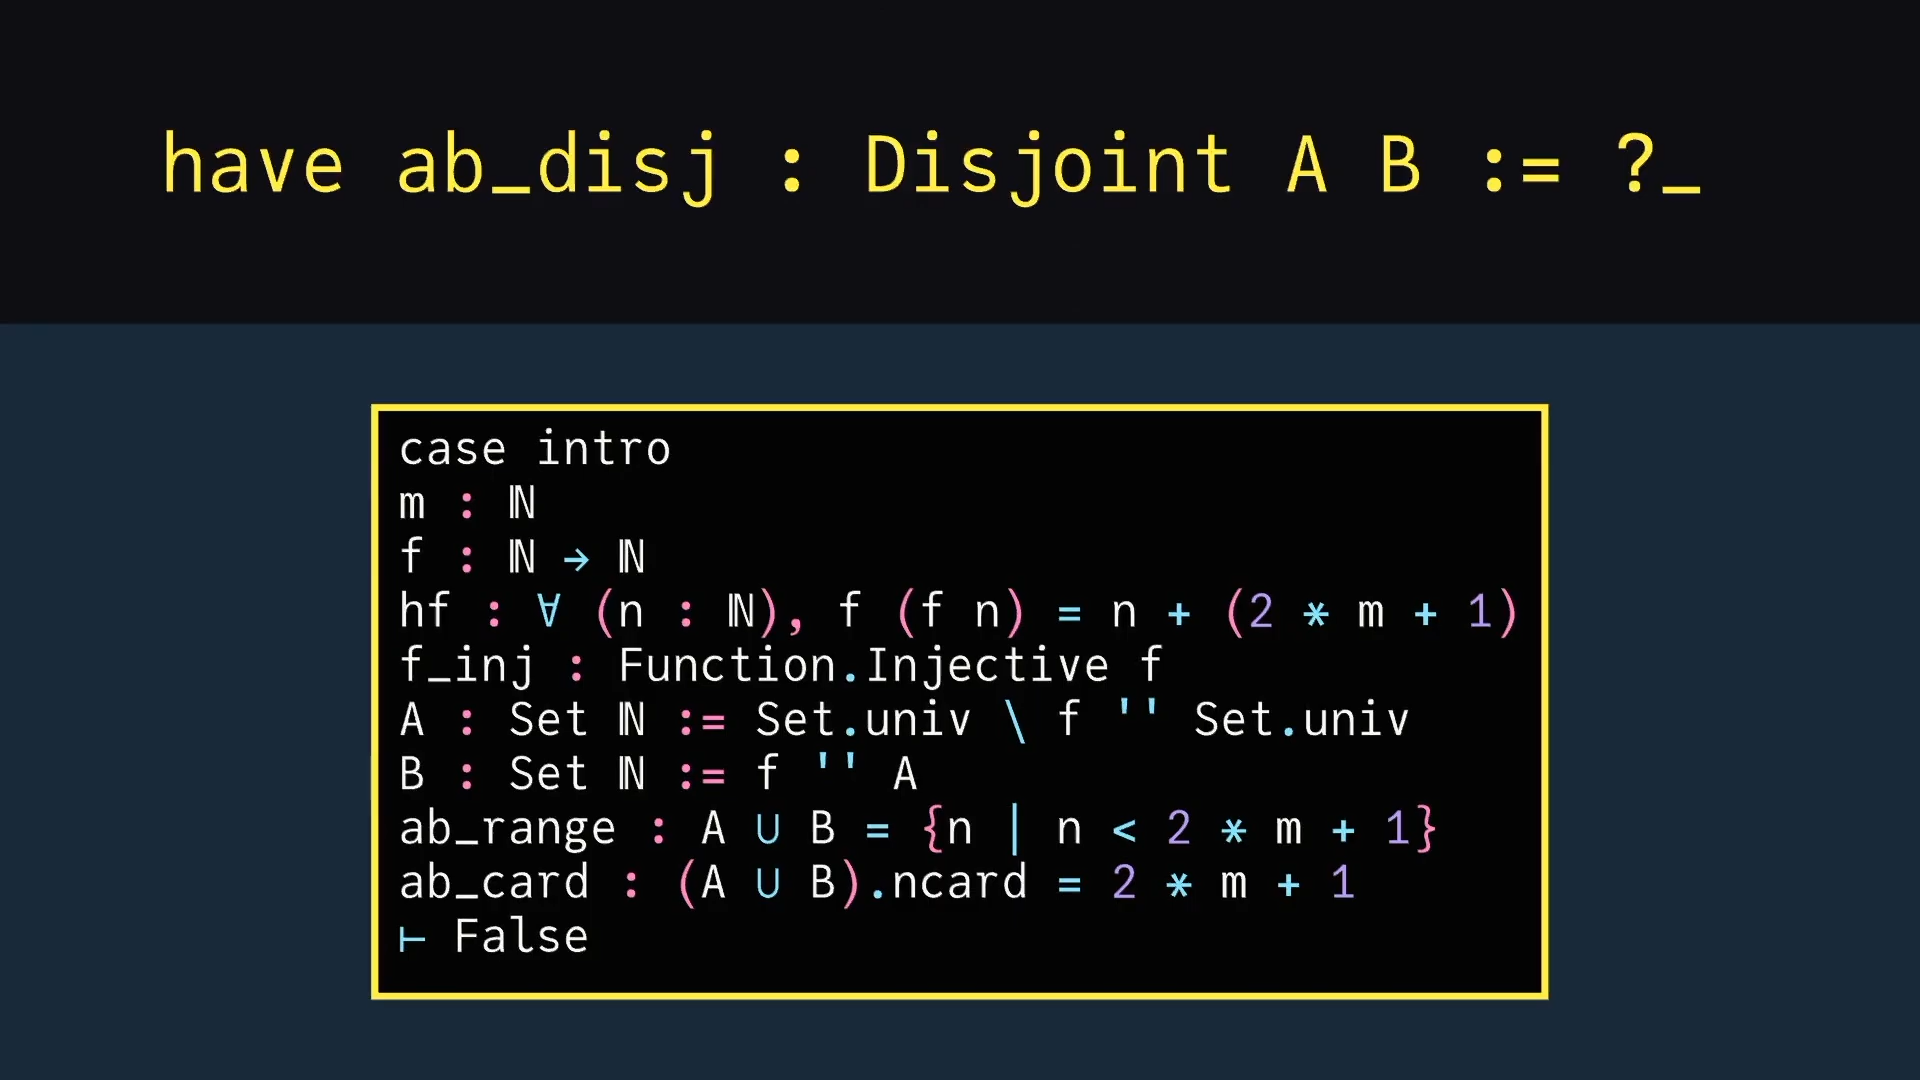 have ab_disj : Disjoint A B := ?_
case intro
m : ℕ
f : ℕ → ℕ
hf : ∀ (n : ℕ), f (f n) = n + (2 * m + 1)
f_inj : Function.Injective f
A : Set ℕ := Set.univ \ f '' Set.univ
B : Set ℕ := f '' A
ab_range : A ∪ B = {n | n < 2 * m + 1}
ab_card : (A ∪ B).ncard = 2 * m + 1
⊢ False